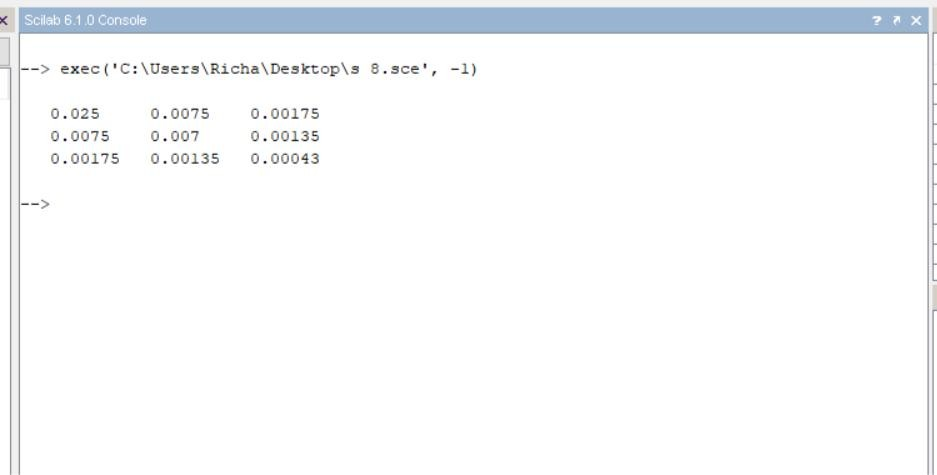 Scilab 6.1.0 Console
--> exec('C:\Users\Richa\Desktop\s 8.sce', -1)
0.025 0.0075 0.00175
0.0075 0.007 0.00135
0.00175 0.00135 0.00043
-->